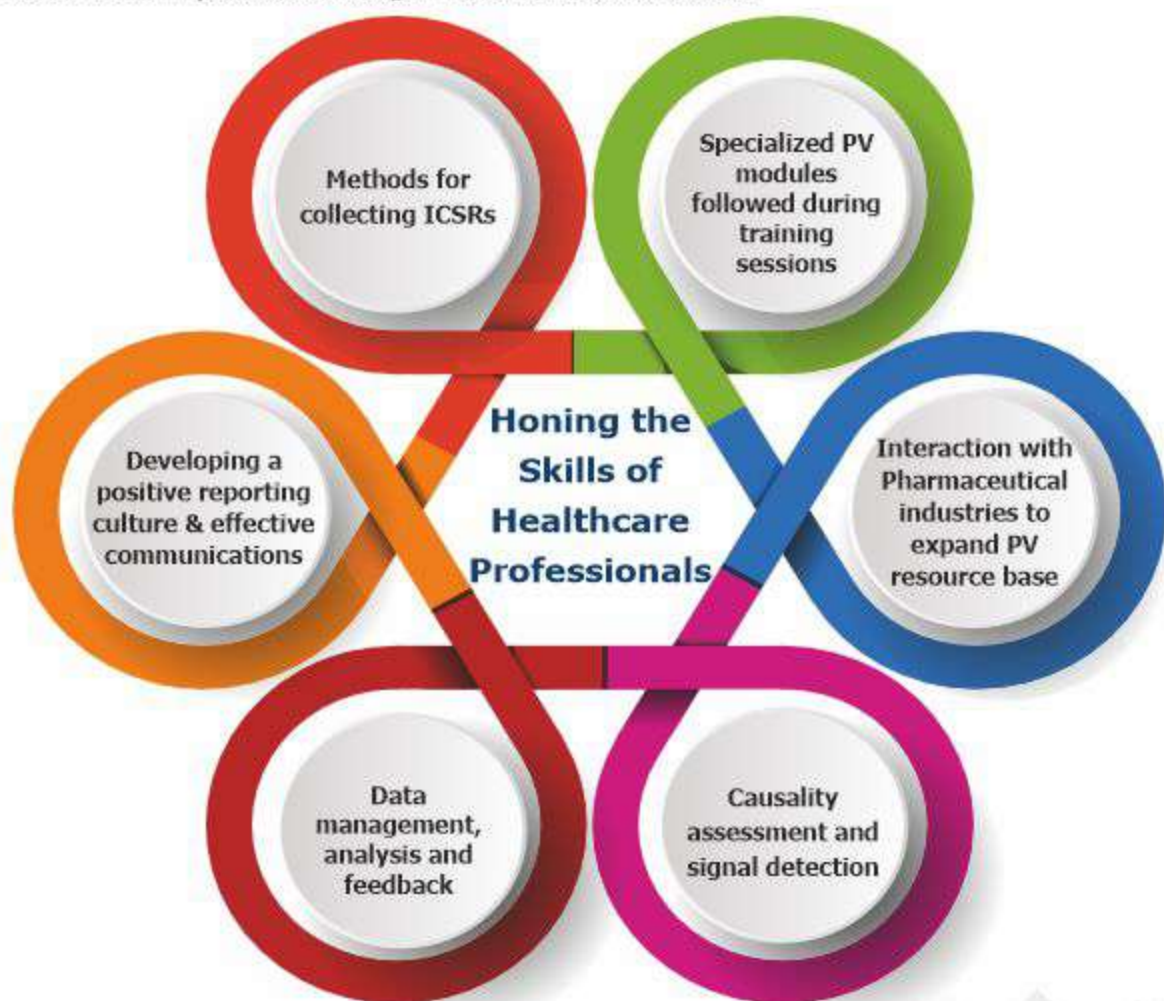 Methods for
collecting ICSRs
Specialized PV
modules
followed during
training
sessions
Honing the
Skills of
Healthcare
Professionals
Developing a
positive reporting
culture & effective
communications
Interaction with
Pharmaceutical
industries to
expand PV
resource base
Data
management,
analysis and
feedback
Causality
assessment and
signal detection